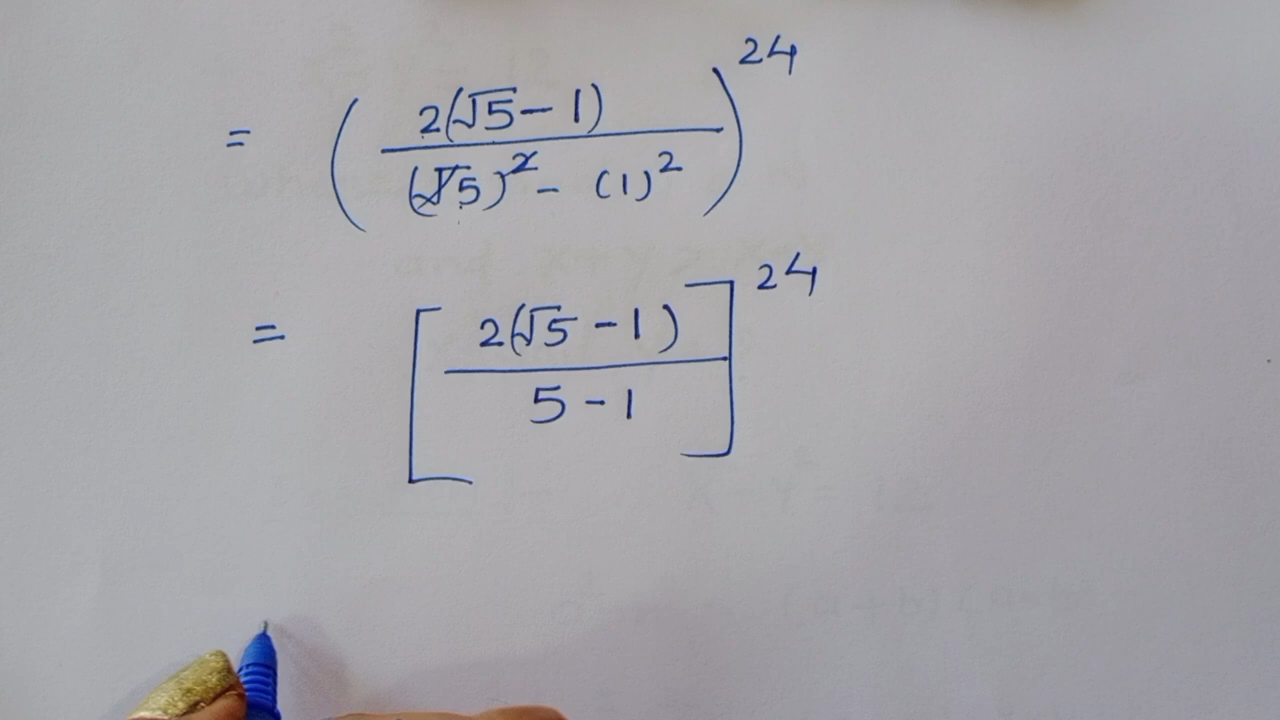 = ( 2(√5 - 1) / (√5)² - (1)² )²⁴
= [ 2(√5 - 1) / 5 - 1 ]²⁴